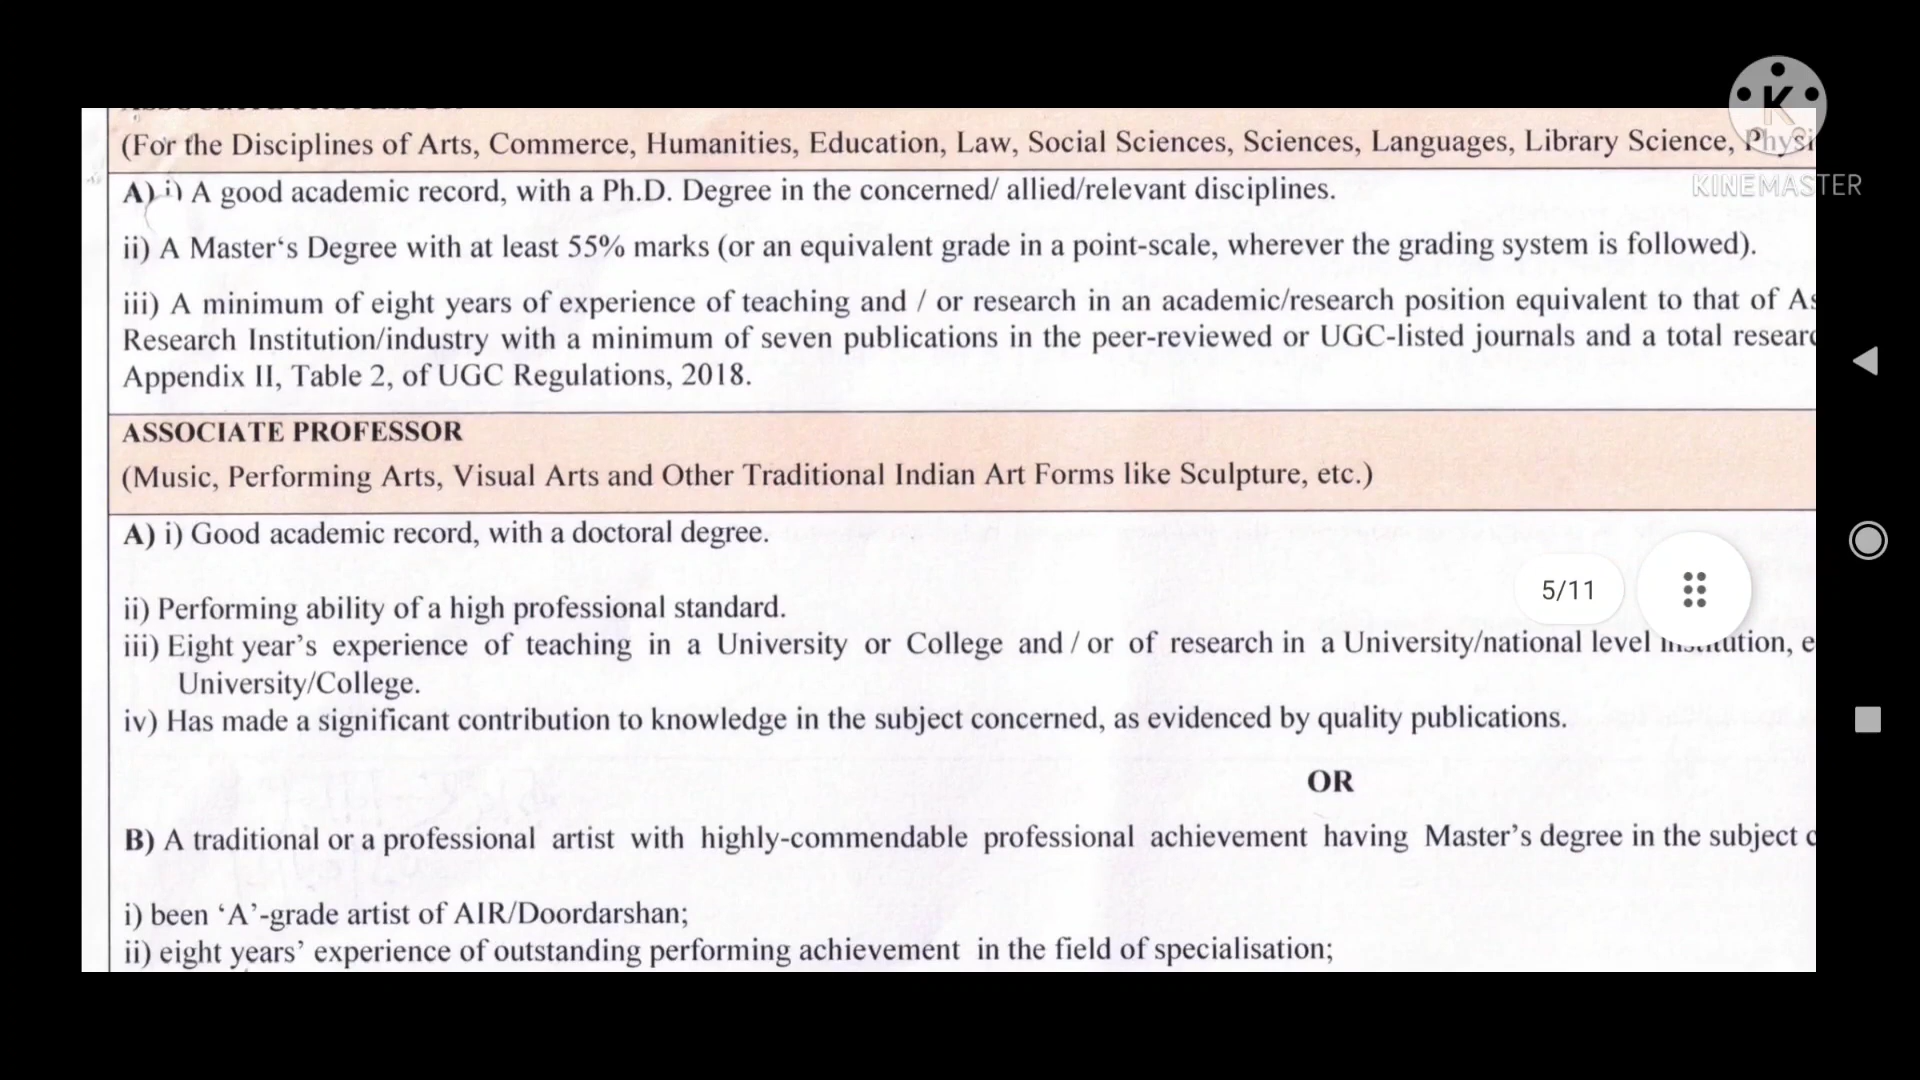 (For the Disciplines of Arts, Commerce, Humanities, Education, Law, Social Sciences, Sciences, Languages, Library Science, Physi
KINEMASTER
A) i) A good academic record, with a Ph.D. Degree in the concerned/ allied/relevant disciplines.
ii) A Master‘s Degree with at least 55% marks (or an equivalent grade in a point-scale, wherever the grading system is followed).
iii) A minimum of eight years of experience of teaching and / or research in an academic/research position equivalent to that of As
Research Institution/industry with a minimum of seven publications in the peer-reviewed or UGC-listed journals and a total researc
Appendix II, Table 2, of UGC Regulations, 2018.
ASSOCIATE PROFESSOR
(Music, Performing Arts, Visual Arts and Other Traditional Indian Art Forms like Sculpture, etc.)
A) i) Good academic record, with a doctoral degree.
5/11
ii) Performing ability of a high professional standard.
iii) Eight year’s experience of teaching in a University or College and / or of research in a University/national level institution, e
University/College.
iv) Has made a significant contribution to knowledge in the subject concerned, as evidenced by quality publications.
OR
B) A traditional or a professional artist with highly-commendable professional achievement having Master’s degree in the subject c
i) been ‘A’-grade artist of AIR/Doordarshan;
ii) eight years’ experience of outstanding performing achievement in the field of specialisation;